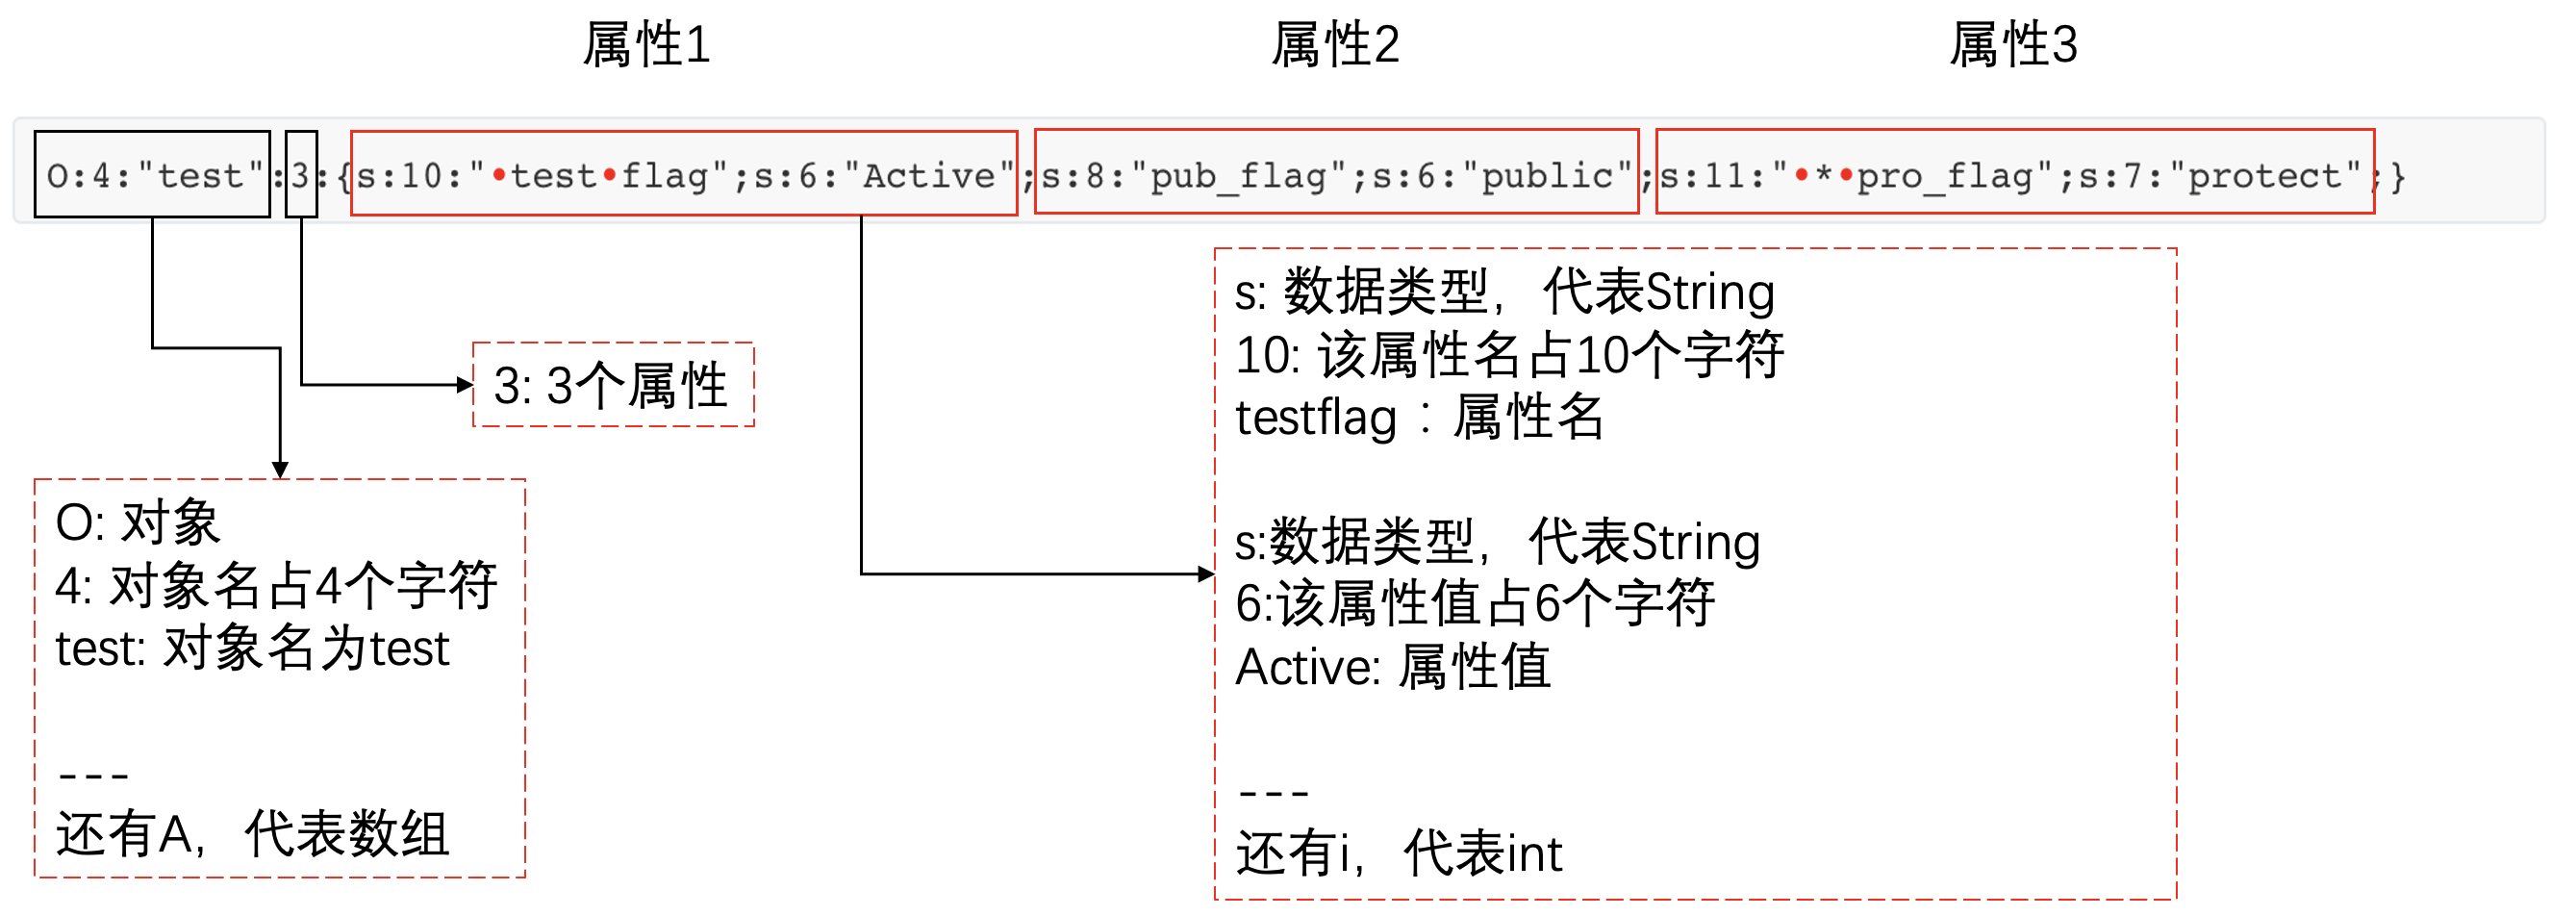 属性1
属性2
属性3
O:4:"test":3:{s:10:"•test•flag";s:6:"Active";s:8:"pub_flag";s:6:"public";s:11:"•*•pro_flag";s:7:"protect";}
3: 3个属性
O: 对象
4: 对象名占4个字符
test: 对象名为test
---
还有A，代表数组
s: 数据类型，代表String
10: 该属性名占10个字符
testflag：属性名
s:数据类型，代表String
6:该属性值占6个字符
Active: 属性值
---
还有i，代表int